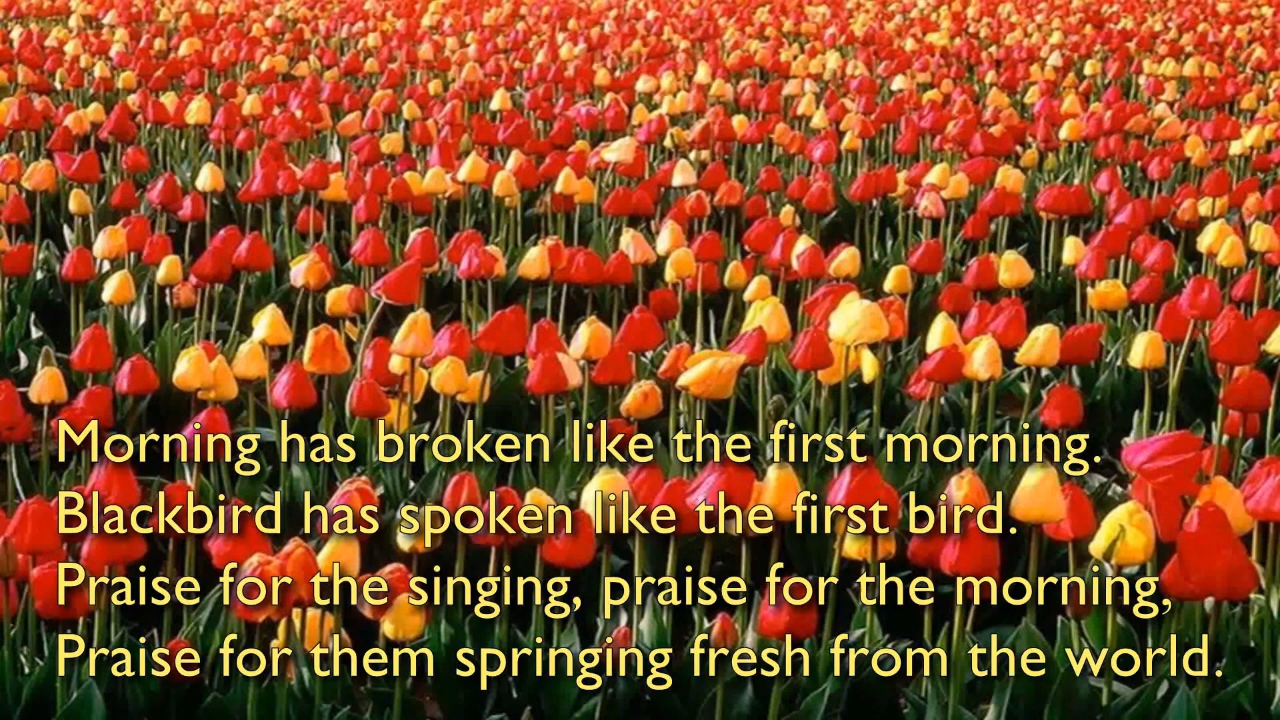 Morning has broken like the first morning.
Blackbird has spoken like the first bird.
Praise for the singing, praise for the morning,
Praise for them springing fresh from the world.